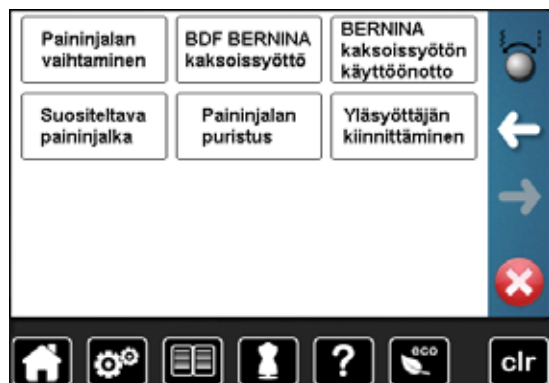 Paininjalan
vaihtaminen
BDF BERNINA
kaksoissyöttö
BERNINA
kaksoissyötön
käyttöönotto
Suositeltava
paininjalka
Paininjalan
puristus
Yläsyöttäjän
kiinnittäminen
?
eco
clr